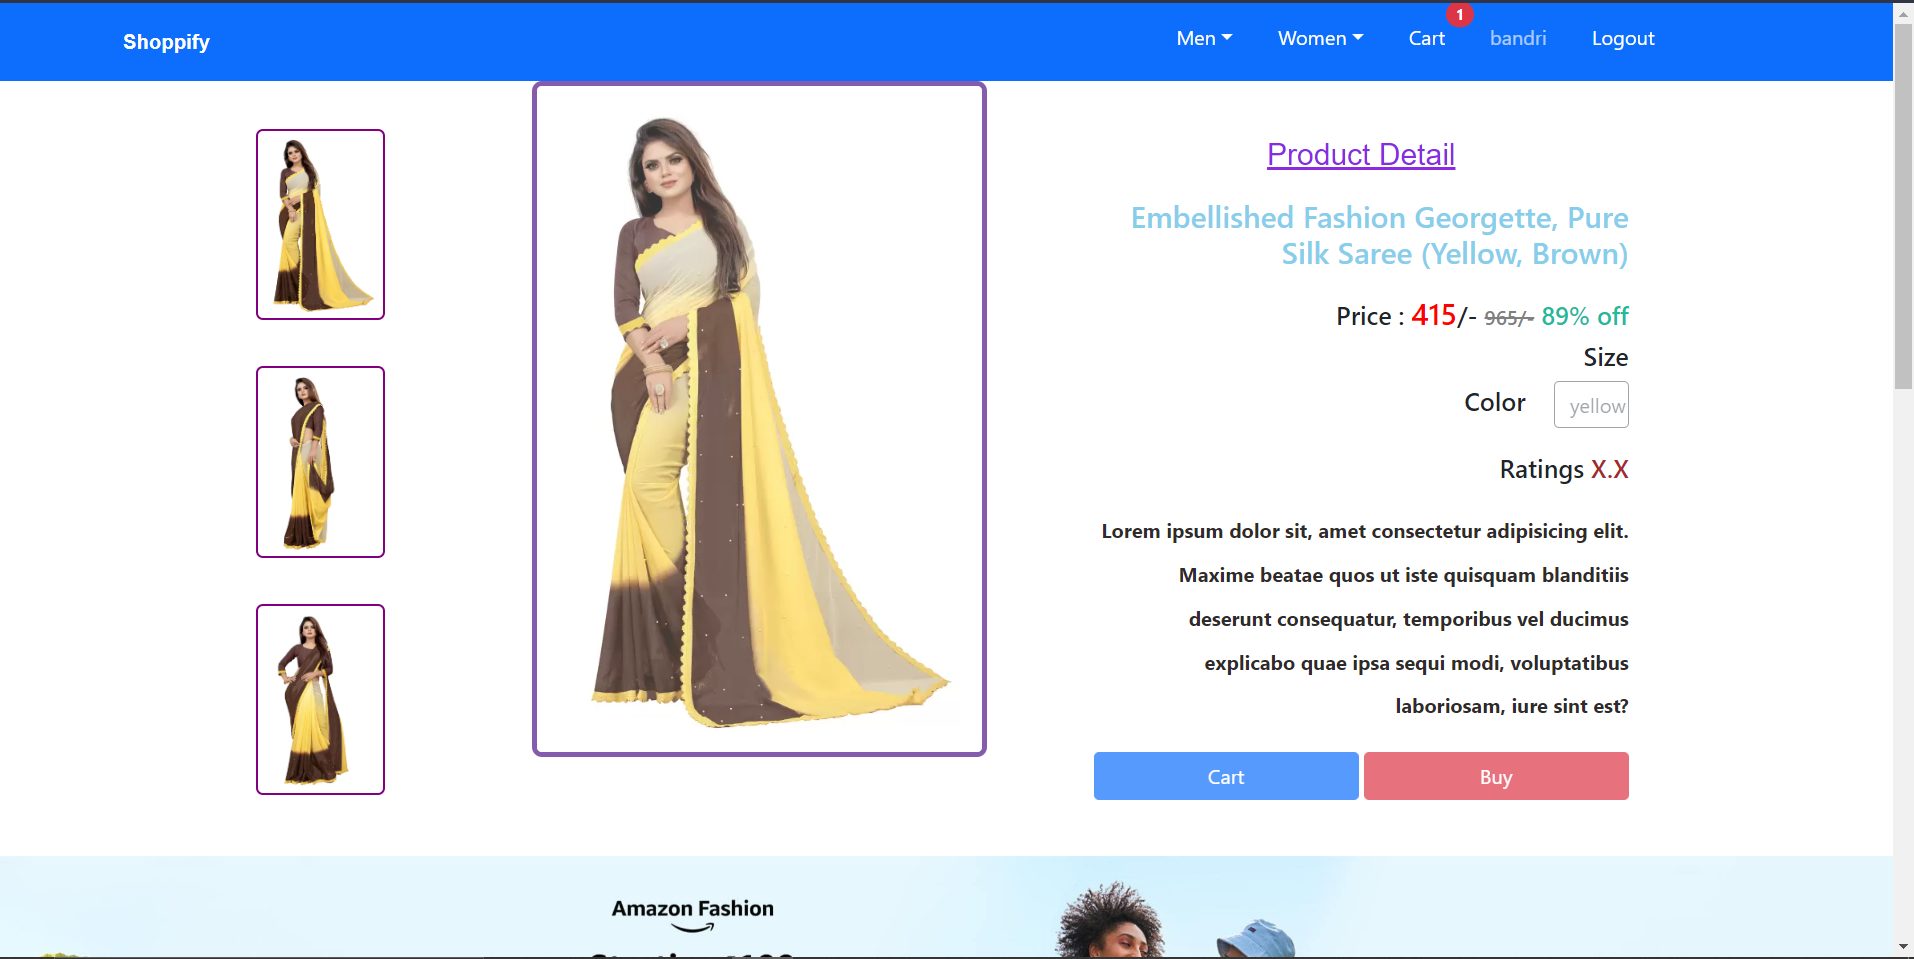 Shoppify
Men
Women
Cart
1
bandri
Logout
Product Detail
Embellished Fashion Georgette, Pure
Silk Saree (Yellow, Brown)
Price : 415/- 965/- 89% off
Size
Color yellow
Ratings X.X
Lorem ipsum dolor sit, amet consectetur adipisicing elit.
Maxime beatae quos ut iste quisquam blanditiis
deserunt consequatur, temporibus vel ducimus
explicabo quae ipsa sequi modi, voluptatibus
laboriosam, iure sint est?
Cart
Buy
Amazon Fashion